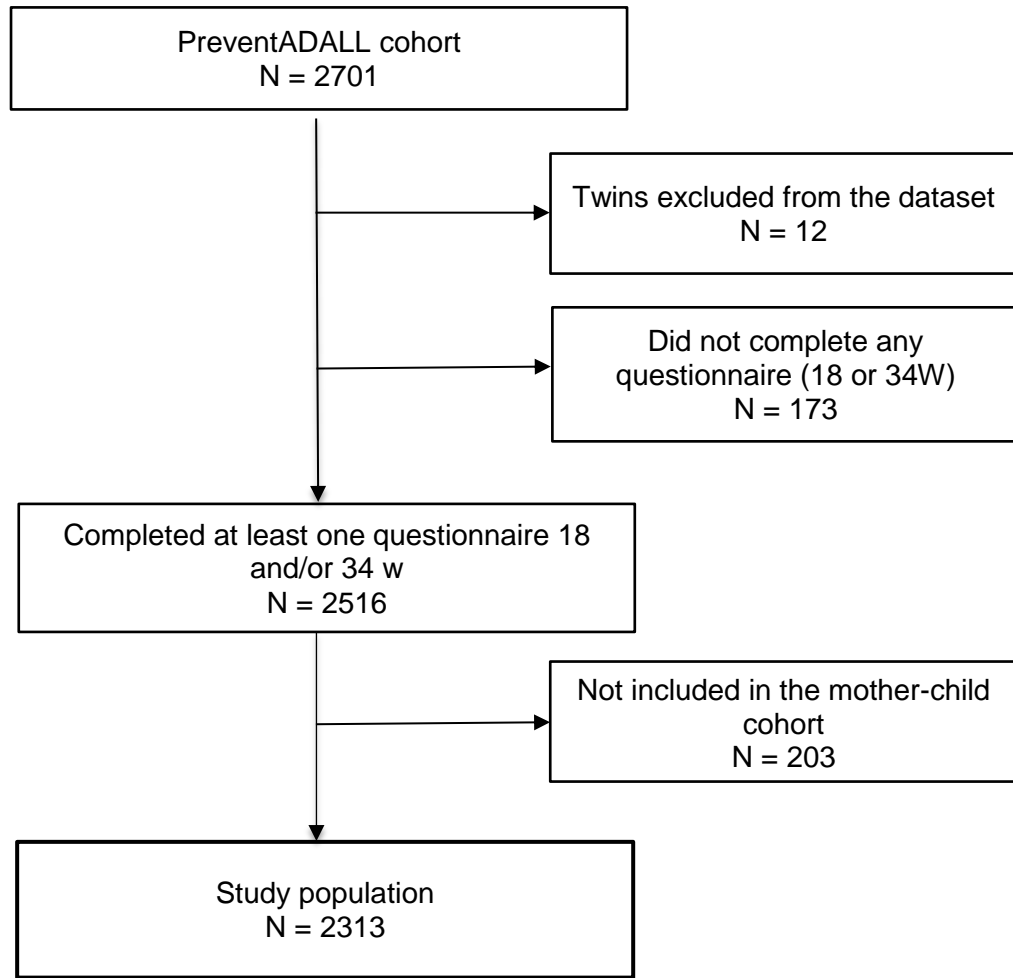 PreventADALL cohort
N = 2701
Twins excluded from the dataset
N = 12
Did not complete any
questionnaire (18 or 34W)
N = 173
Completed at least one questionnaire 18
and/or 34 w
N = 2516
Not included in the mother-child
cohort
N = 203
Study population
N = 2313